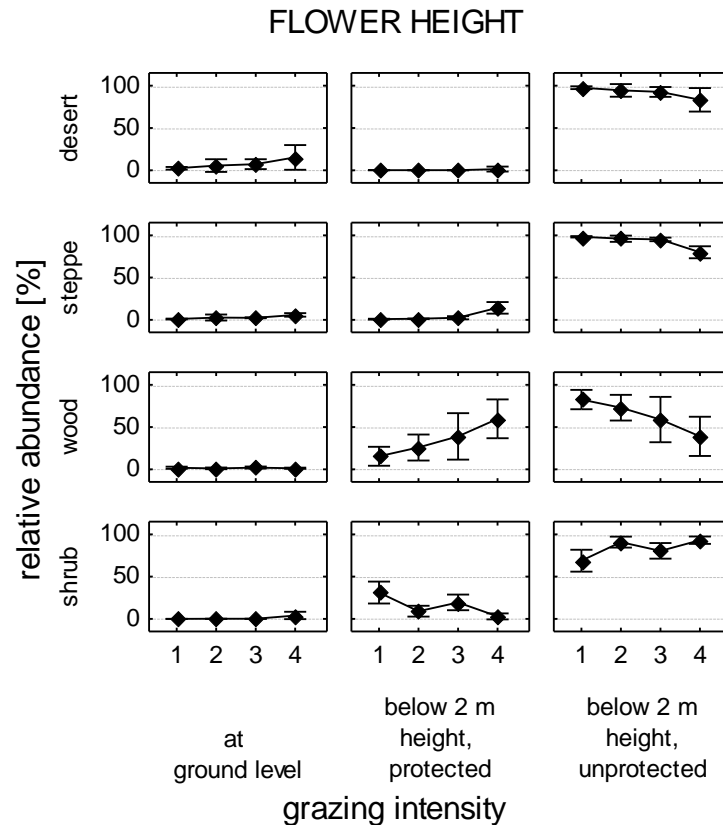 FLOWER HEIGHT
relative abundance [%]
desert
100
50
0
steppe
100
50
0
wood
100
50
0
shrub
100
50
0
1 2 3 4 1 2 3 4 1 2 3 4
at
ground level
below 2 m
height,
protected
below 2 m
height,
unprotected
grazing intensity